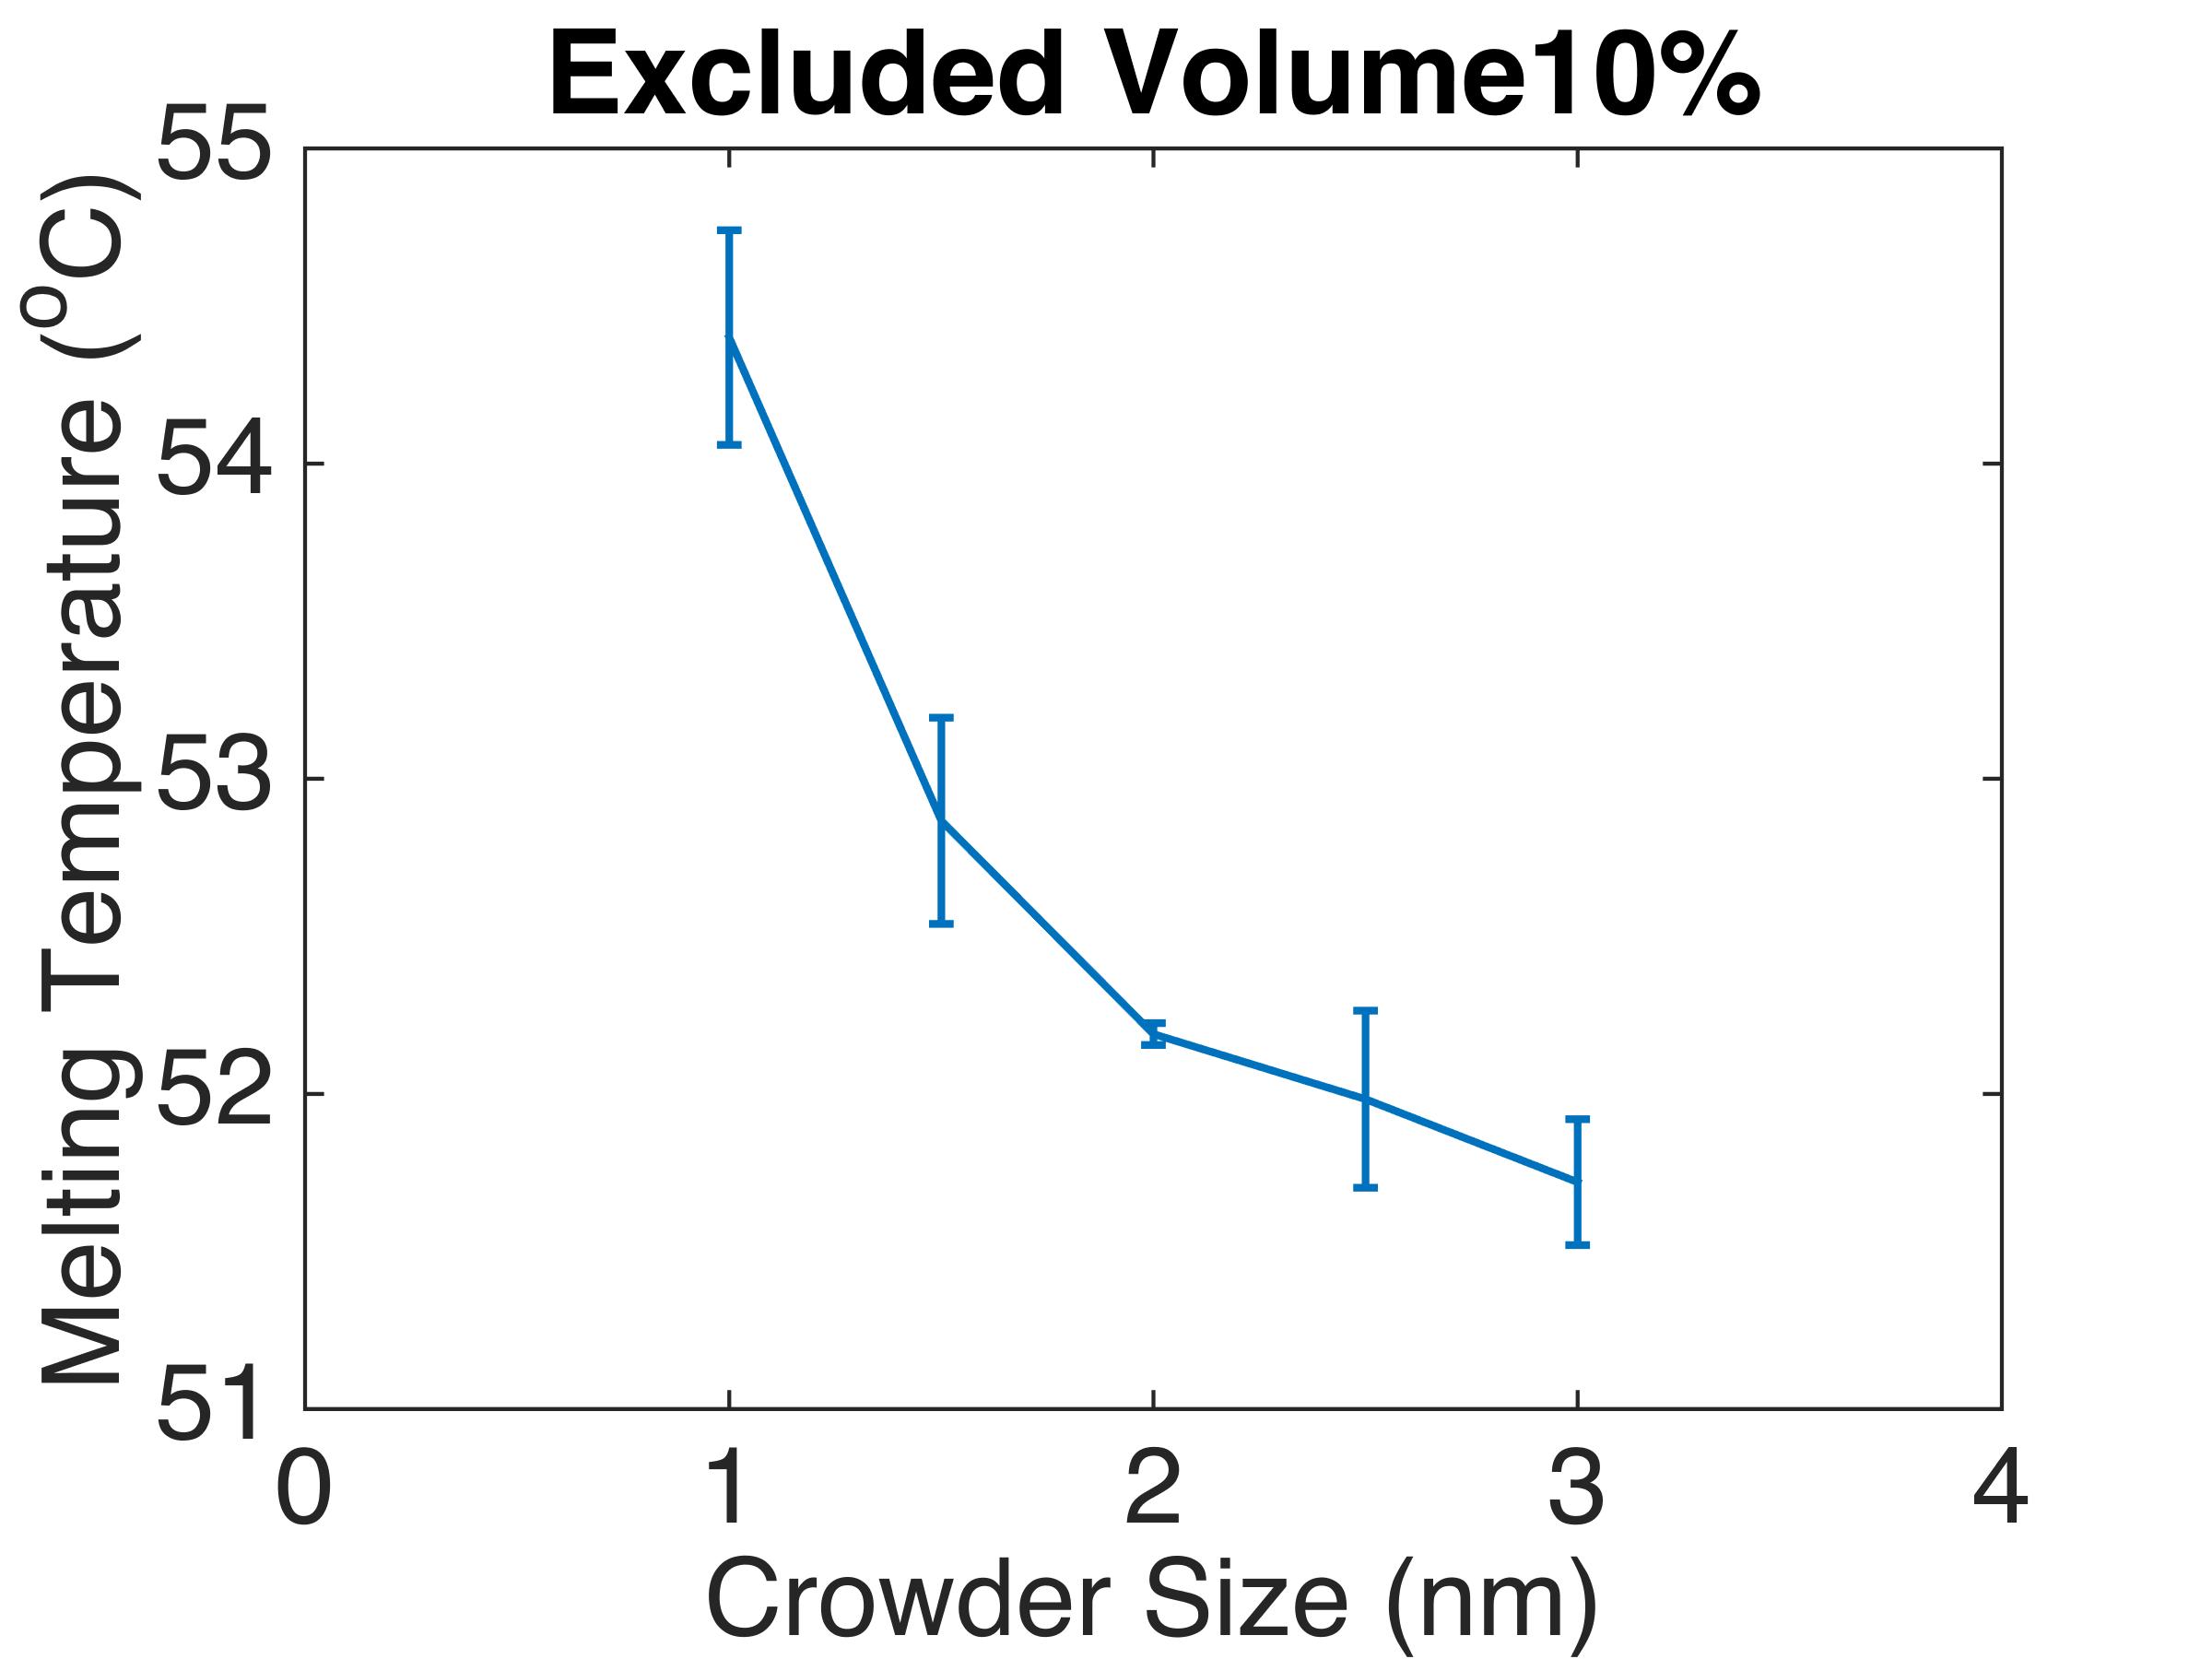 Excluded Volume10%
Melting Temperature (°C)
55
54
53
52
51
0 1 2 3 4
Crowder Size (nm)